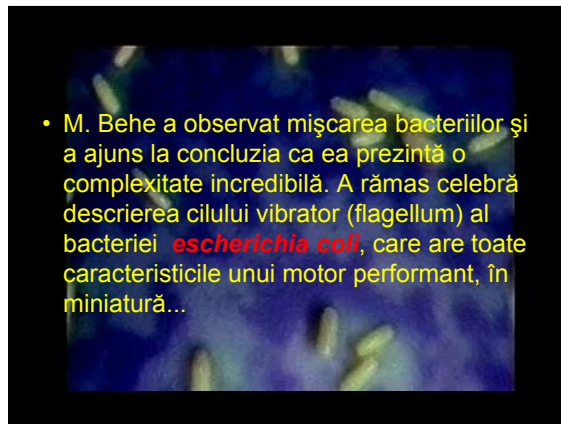 • M. Behe a observat mişcarea bacteriilor şi
a ajuns la concluzia ca ea prezintă o
complexitate incredibilă. A rămas celebră
descrierea cilului vibrator (flagellum) al
bacteriei escherichia coli, care are toate
caracteristicile unui motor performant, în
miniatură...